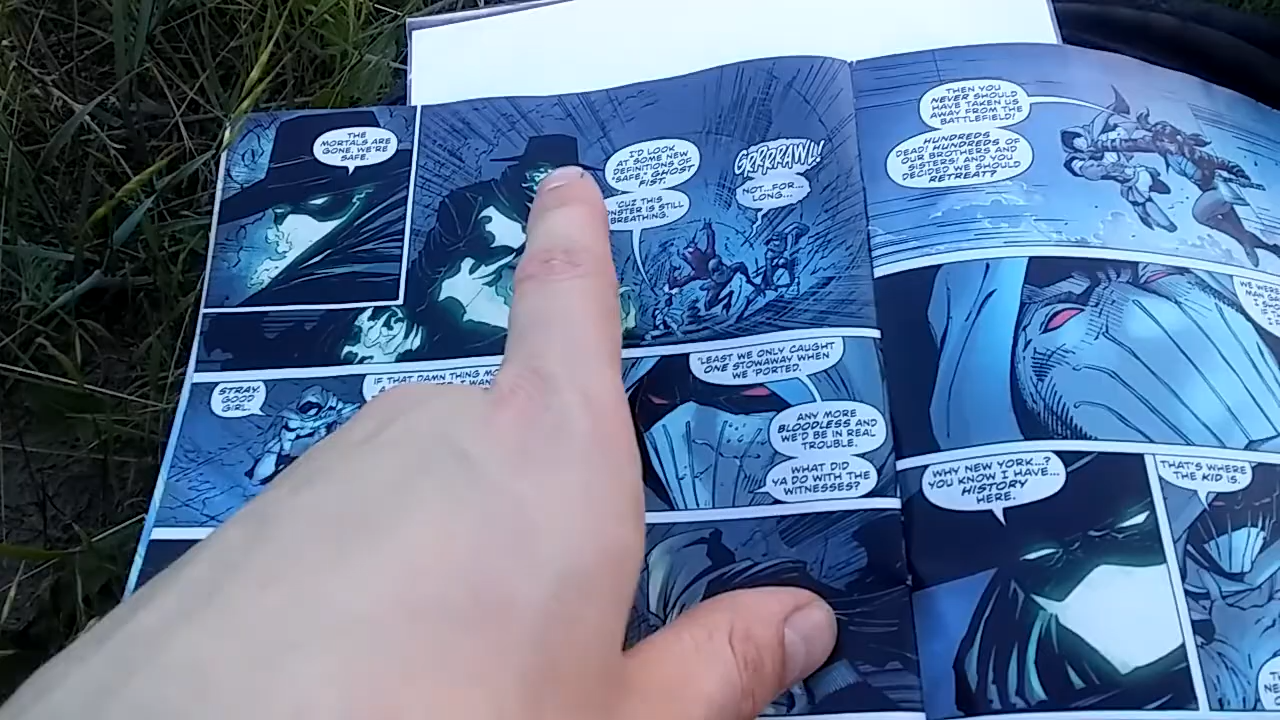 THE
MORTALS ARE
GONE. WE'RE
SAFE.
I'D LOOK
AT SOME NEW
DEFINITIONS OF
"SAFE," GHOST
FIST.
'CUZ THIS
IS STILL
BREATHING.
GRRRRAWL!
NOT...FOR...
LONG...
STRAY.
GOOD
GIRL.
IF THAT DAMN THING
'LEAST WE ONLY CAUGHT
ONE STOWAWAY WHEN
WE 'PORTED.
ANY MORE
BLOODLESS AND
WE'D BE IN REAL
TROUBLE.
WHAT DID
YA DO WITH THE
WITNESSES?
THEN YOU
NEVER SHOULD
HAVE TAKEN US
AWAY FROM THE
BATTLEFIELD!
HUNDREDS
DEAD! HUNDREDS OF
OUR BROTHERS AND
SISTERS! AND YOU
DECIDED WE SHOULD
RETREAT?
WE WERE
WHY NEW YORK...?
YOU KNOW I HAVE...
HISTORY
HERE.
THAT'S WHERE
THE KID IS.